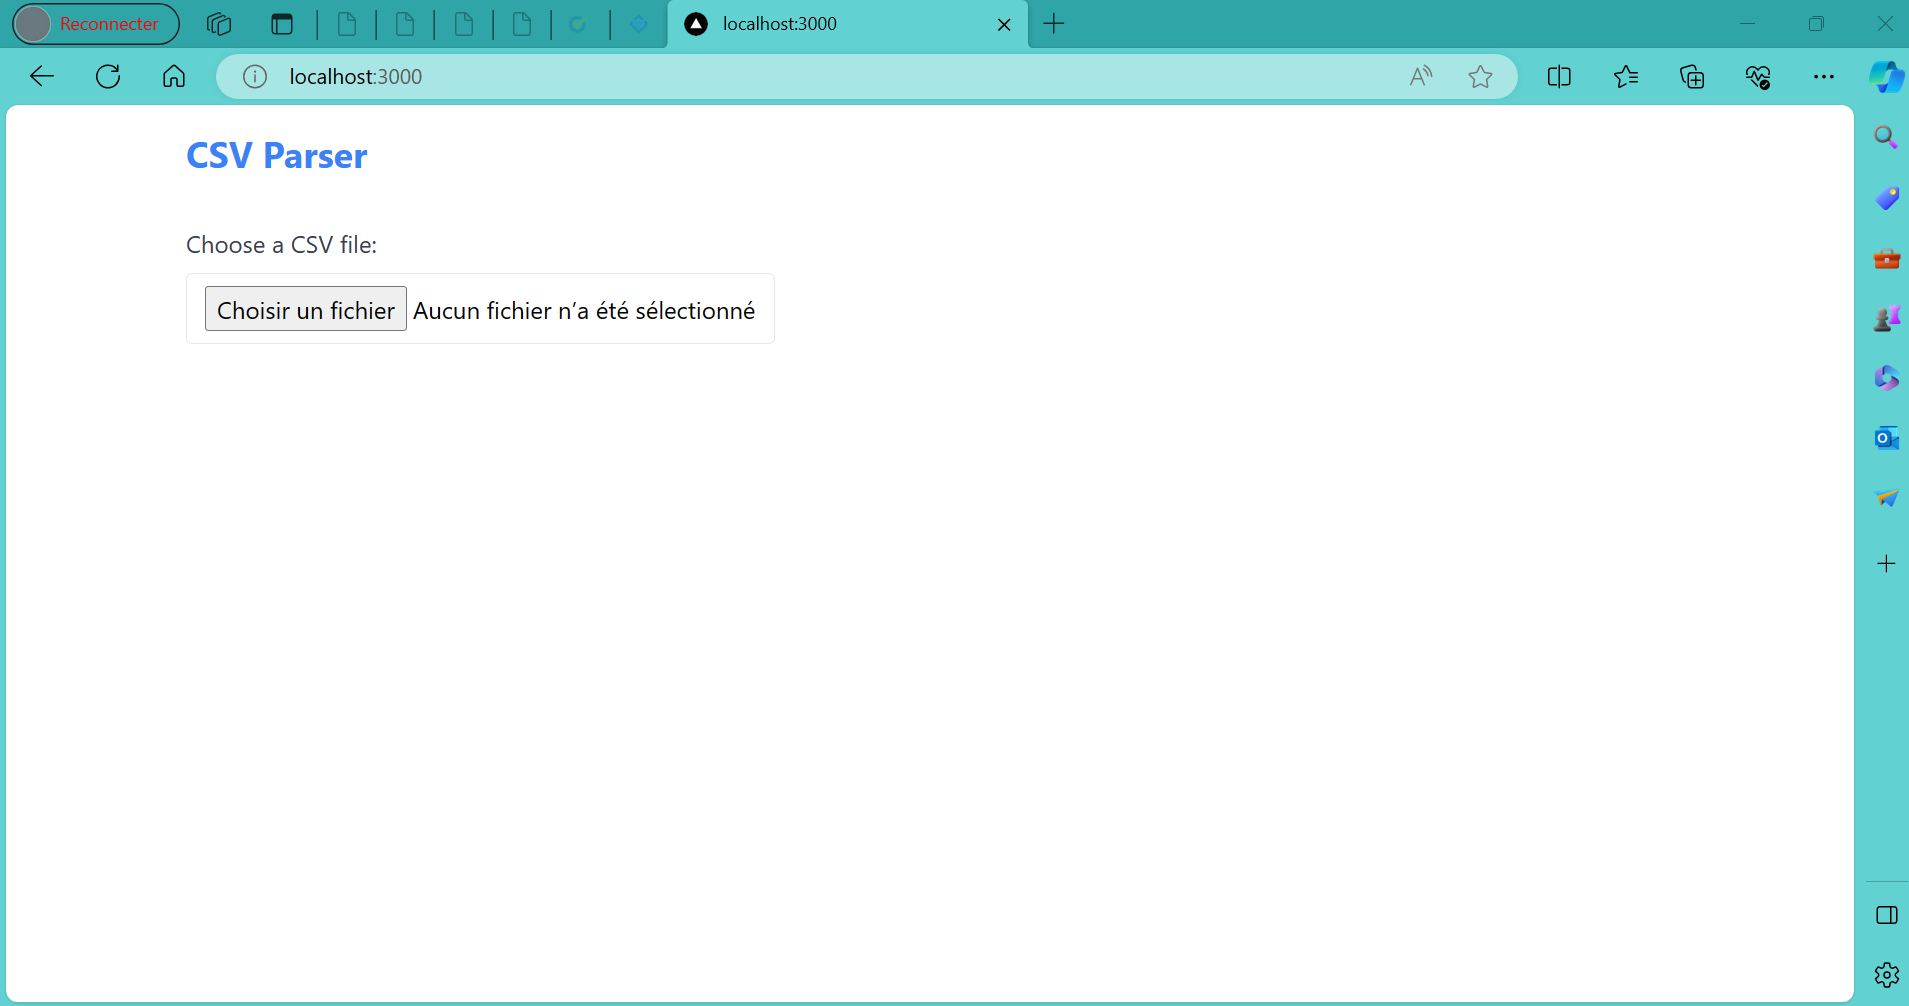 Reconnecter
localhost:3000
localhost:3000
CSV Parser
Choose a CSV file:
Choisir un fichier Aucun fichier n’a été sélectionné